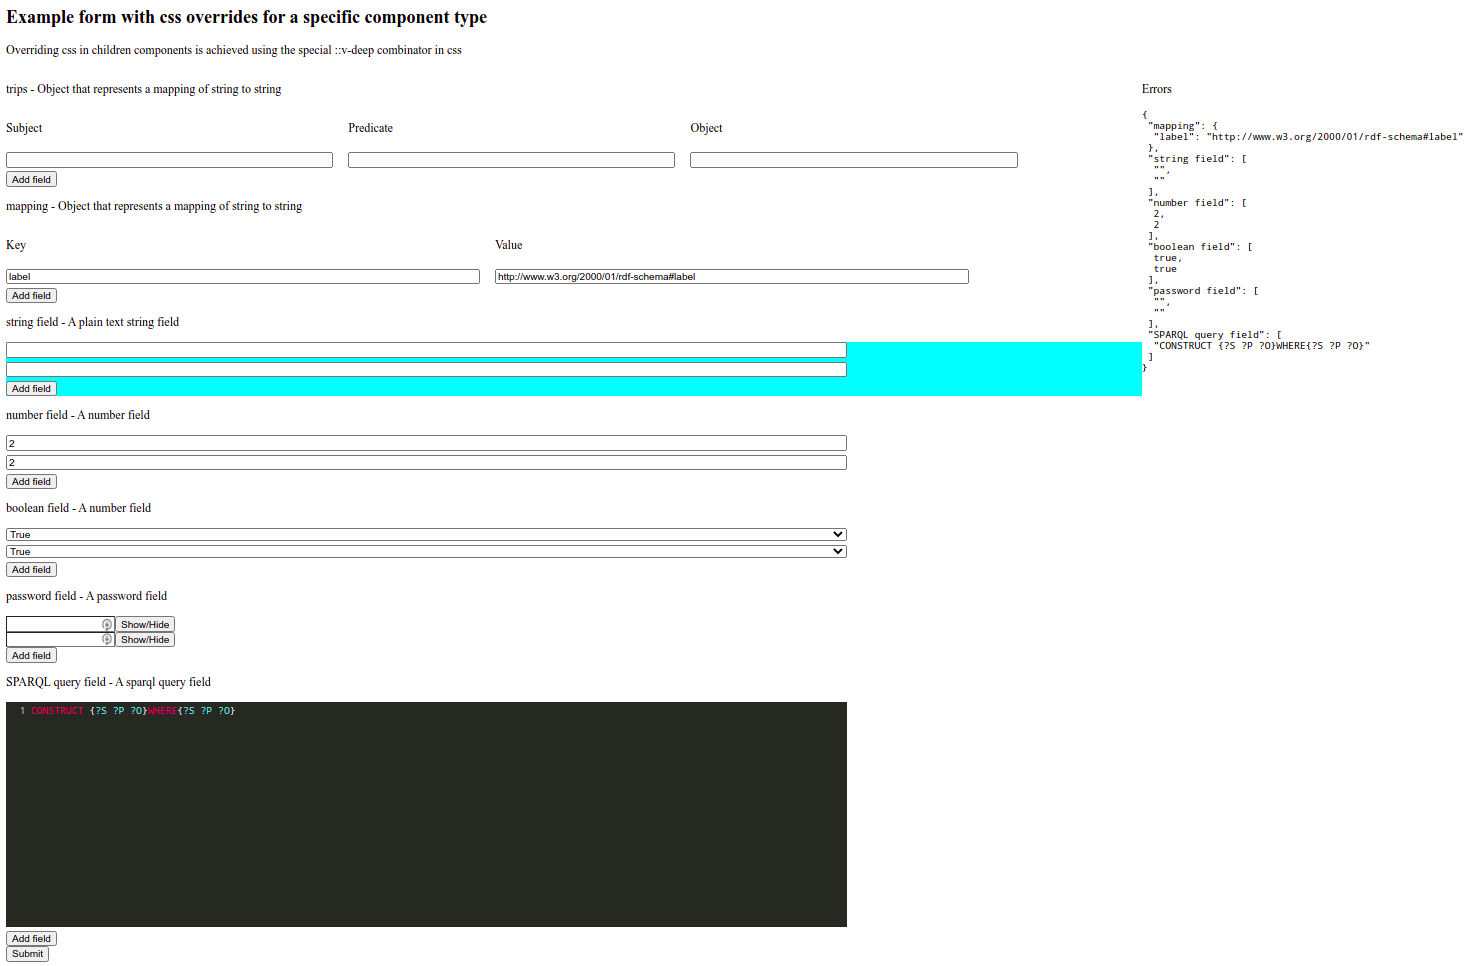 Example form with css overrides for a specific component type
Overriding css in children components is achieved using the special ::v-deep combinator in css
trips - Object that represents a mapping of string to string
Subject Predicate Object
Add field
mapping - Object that represents a mapping of string to string
Key Value
label http://www.w3.org/2000/01/rdf-schema#label
Add field
string field - A plain text string field
Add field
number field - A number field
2
2
Add field
boolean field - A number field
True
True
Add field
password field - A password field
Show/Hide
Show/Hide
Add field
SPARQL query field - A sparql query field
1 CONSTRUCT {?S ?P ?O}WHERE{?S ?P ?O}
Add field
Submit
Errors
{
"mapping": {
"label": "http://www.w3.org/2000/01/rdf-schema#label"
},
"string field": [
"",
""
],
"number field": [
2,
2
],
"boolean field": [
true,
true
],
"password field": [
"",
""
],
"SPARQL query field": [
"CONSTRUCT {?S ?P ?O}WHERE{?S ?P ?O}"
]
}